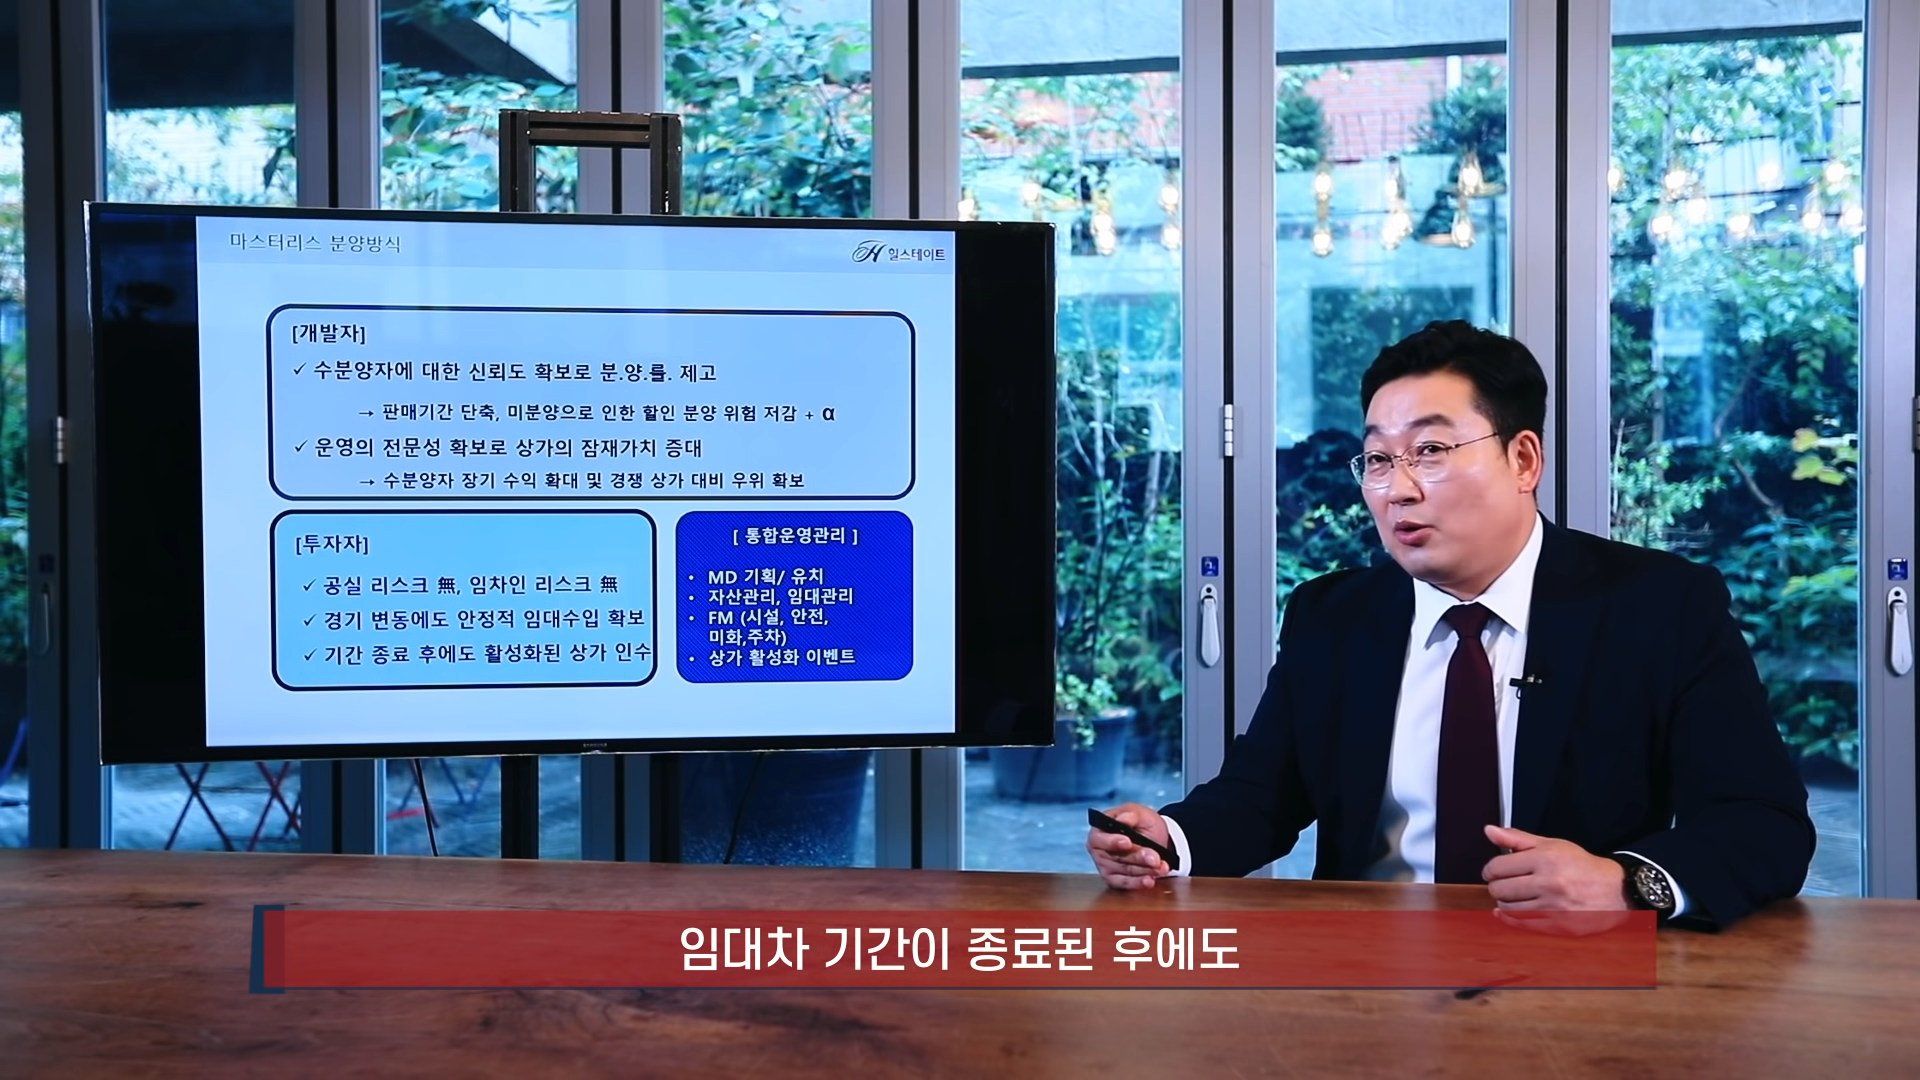 마스터리스 분양방식
H 힐스테이트
[개발자]
✓ 수분양자에 대한 신뢰도 확보로 분.양.률. 제고
→ 판매기간 단축, 미분양으로 인한 할인 분양 위험 저감 + α
✓ 운영의 전문성 확보로 상가의 잠재가치 증대
→ 수분양자 장기 수익 확대 및 경쟁 상가 대비 우위 확보
[투자자]
✓ 공실 리스크 無, 임차인 리스크 無
✓ 경기 변동에도 안정적 임대수입 확보
✓ 기간 종료 후에도 활성화된 상가 인수
[ 통합운영관리 ]
• MD 기획/ 유치
• 자산관리, 임대관리
• FM (시설, 안전,
미화,주차)
• 상가 활성화 이벤트
임대차 기간이 종료된 후에도